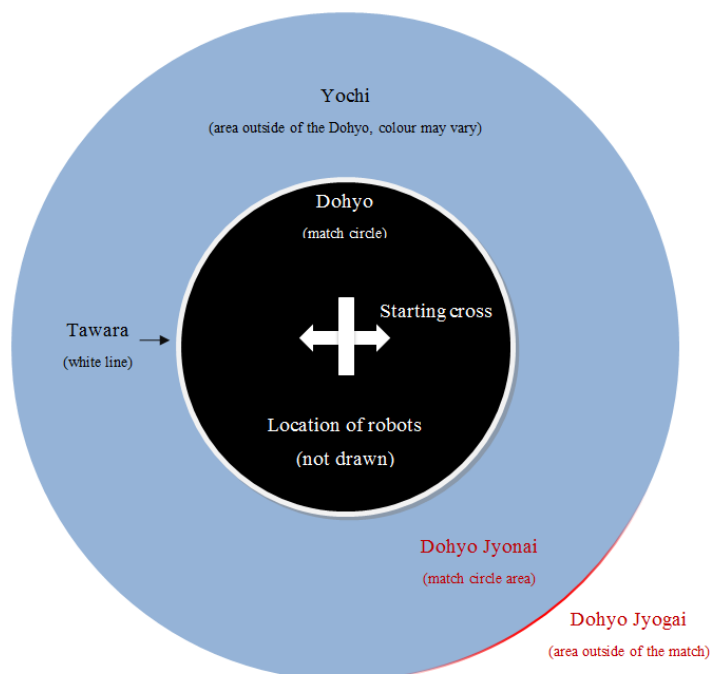 Yochi
(area outside of the Dohyo, colour may vary)
Dohyo
(match circle)
Starting cross
Tawara
(white line)
Location of robots
(not drawn)
Dohyo Jyonai
(match circle area)
Dohyo Jyogai
(area outside of the match)